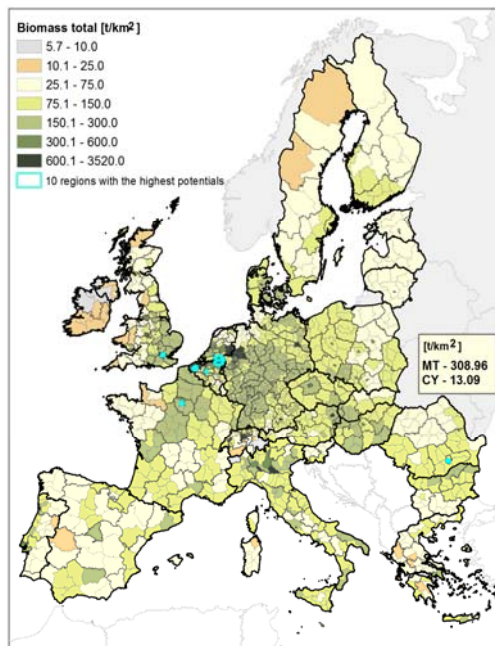 Biomass total [t/km²]
5.7 - 10.0
10.1 - 25.0
25.1 - 75.0
75.1 - 150.0
150.1 - 300.0
300.1 - 600.0
600.1 - 3520.0
10 regions with the highest potentials
[t/km²]
MT - 308.96
CY - 13.09